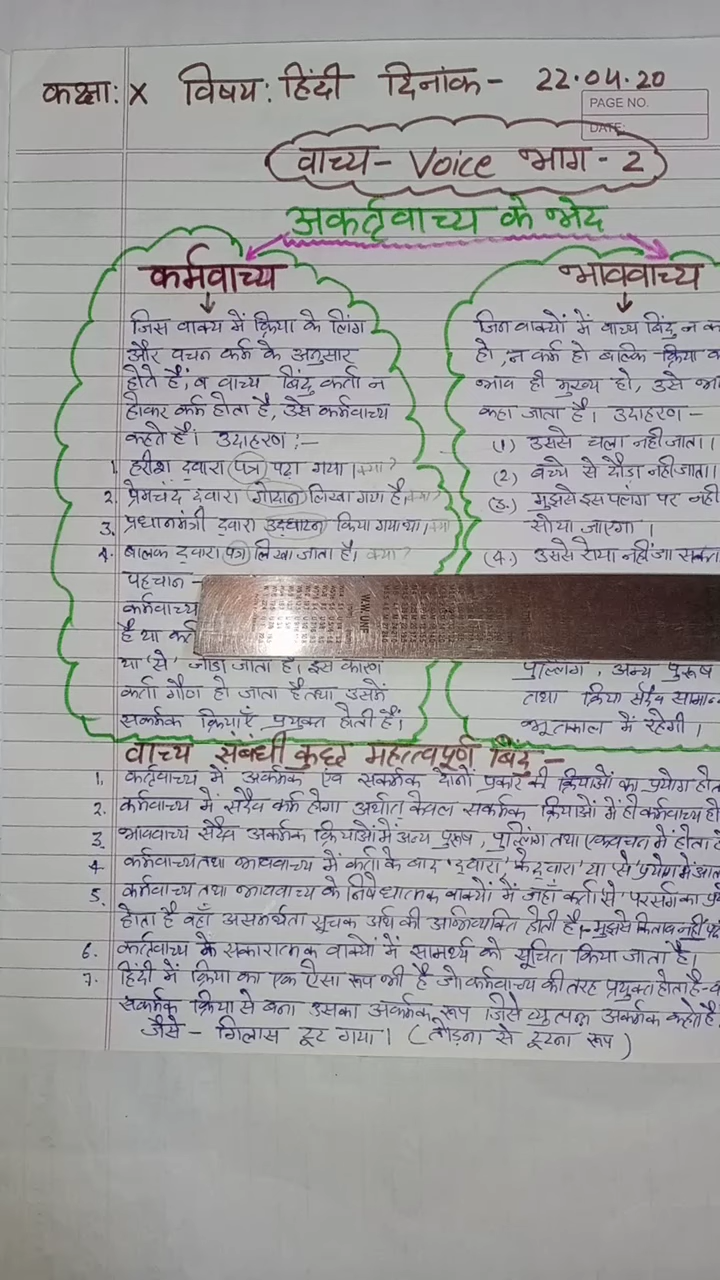 कक्षा: X विषय: हिंदी दिनांक- 22.04.20
PAGE NO.
DATE:
वाच्य - Voice भाग - 2
अकर्तृवाच्य के भेद
कर्मवाच्य
जिस वाक्य में क्रिया के लिंग
और वचन कर्म के अनुसार
होते हैं, व वाच्य बिंदु कर्ता न
होकर कर्म होता है, उसे कर्मवाच्य
कहते हैं। उदाहरण :-
1. हरीश द्वारा पत्र पढ़ा गया। क्या?
2. प्रेमचंद द्वारा गोदान लिखा गया है। क्या?
3. प्रधानमंत्री द्वारा उद्घाटन किया गया था। क्या
4. बालक द्वारा पत्र लिखा जाता है। क्या?
पहचान -
कर्मवाच्य
है या
या 'से' जोड़ा जाता है। इस कारण
कर्ता गौण हो जाता है तथा उसमें
सकर्मक क्रियाएँ प्रयुक्त होती हैं।
भाववाच्य
जिन वाक्यों में वाच्य बिंदु न
हो, न कर्म हो बल्कि क्रिया
भाव ही मुख्य हो, उसे
कहा जाता है। उदाहरण -
(1) उससे चला नहीं जाता।
(2) बच्चे से दौड़ा नहीं जाता।
(3.) मुझसे इस पलंग पर नहीं
सोया जाएगा।
(4.) उससे रोया नहीं जा
पुल्लिंग, अन्य पुरुष
तथा क्रिया सदैव
भूतकाल में रहेगी।
वाच्य संबंधी कुछ महत्वपूर्ण बिंदु -
1. कर्तृवाच्य में अकर्मक एवं सकर्मक दोनों प्रकार की क्रियाओं का प्रयोग
2. कर्मवाच्य में सदैव कर्म होगा अर्थात केवल सकर्मक क्रियाओं में ही कर्मवाच्य
3. भाववाच्य सदैव अकर्मक क्रियाओं में अन्य पुरुष, पुल्लिंग तथा एकवचन में होता
4. कर्मवाच्य तथा भाववाच्य में कर्ता के बाद 'द्वारा', 'के द्वारा' या 'से' प्रयोग में
5. कर्मवाच्य तथा भाववाच्य के निषेधात्मक वाक्यों में जहाँ कर्ता 'से' परसर्ग का
होता है वहाँ असमर्थता सूचक अर्थ की अभिव्यक्ति होती है।- मुझसे किताब नहीं
6. कर्तृवाच्य के सकारात्मक वाक्यों में सामर्थ्य को सूचित किया जाता है।
7. हिंदी में क्रिया का एक ऐसा रूप भी है जो कर्मवाच्य की तरह प्रयुक्त होता है-
सकर्मक क्रिया से बना उसका अकर्मक रूप जिसे व्युत्पन्न अकर्मक कहते हैं
जैसे - गिलास टूट गया। (तोड़ना से टूटना रूप)